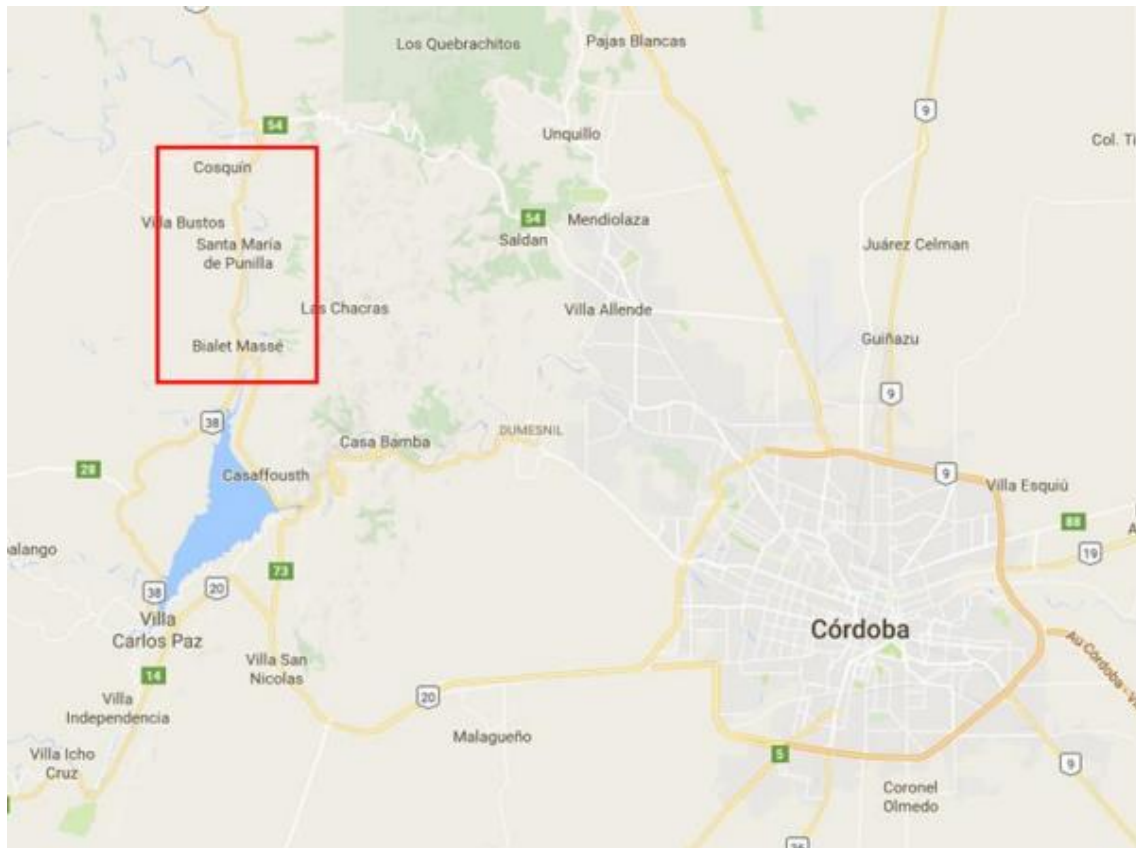 Los Quebrachitos
Pajas Blancas
9
54
Unquillo
Col. Ti
Cosquín
Villa Bustos
54
Mendiolaza
Santa María
de Punilla
Saldan
Juárez Celman
Las Chacras
Villa Allende
Guiñazu
Bialet Massé
9
38
Casa Bamba
DUMESNIL
28
Casaffousth
9
Villa Esquiú
88
A
alango
19
73
38
20
Villa
Carlos Paz
Córdoba
Au Córdoba - Vi
14
Villa San
Nicolas
Villa
Independencia
20
Malagueño
Villa Icho
Cruz
5
9
Coronel
Olmedo